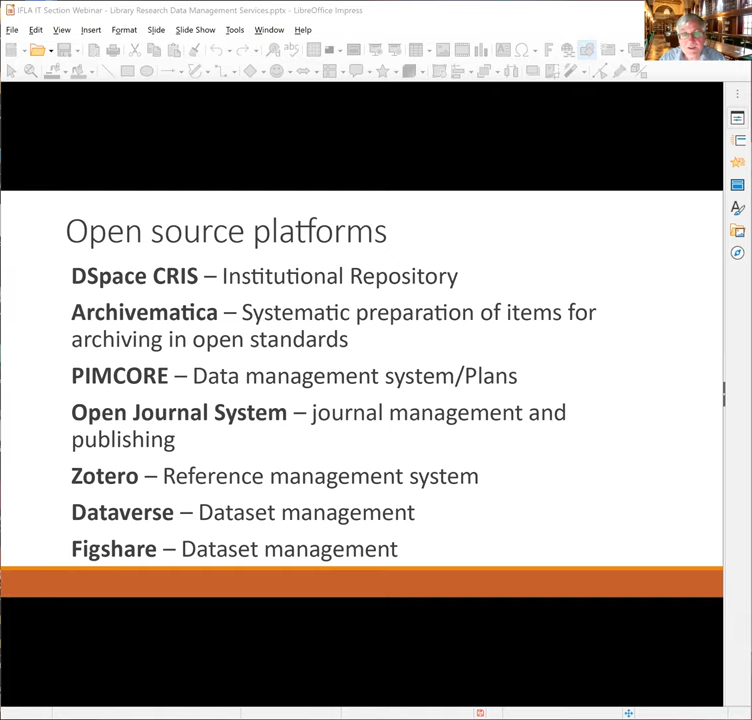 IFLA IT Section Webinar - Library Research Data Management Services.pptx - LibreOffice Impress
File Edit View Insert Format Slide Slide Show Tools Window Help
Open source platforms
DSpace CRIS – Institutional Repository
Archivematica – Systematic preparation of items for
archiving in open standards
PIMCORE – Data management system/Plans
Open Journal System – journal management and
publishing
Zotero – Reference management system
Dataverse – Dataset management
Figshare – Dataset management